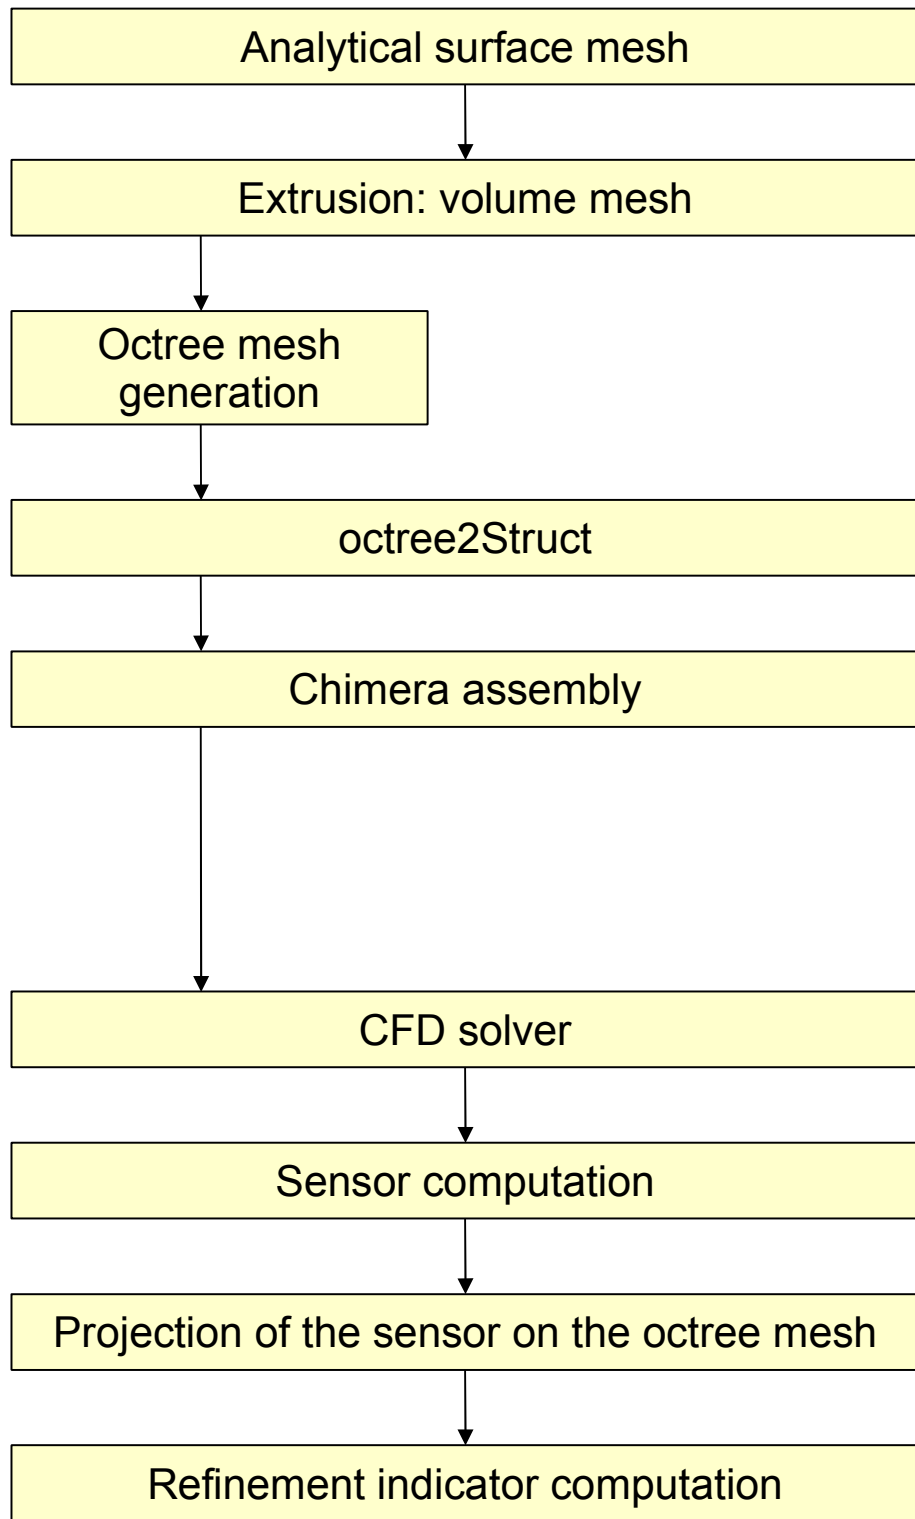 Analytical surface mesh
Extrusion: volume mesh
Octree mesh
generation
octree2Struct
Chimera assembly
CFD solver
Sensor computation
Projection of the sensor on the octree mesh
Refinement indicator computation